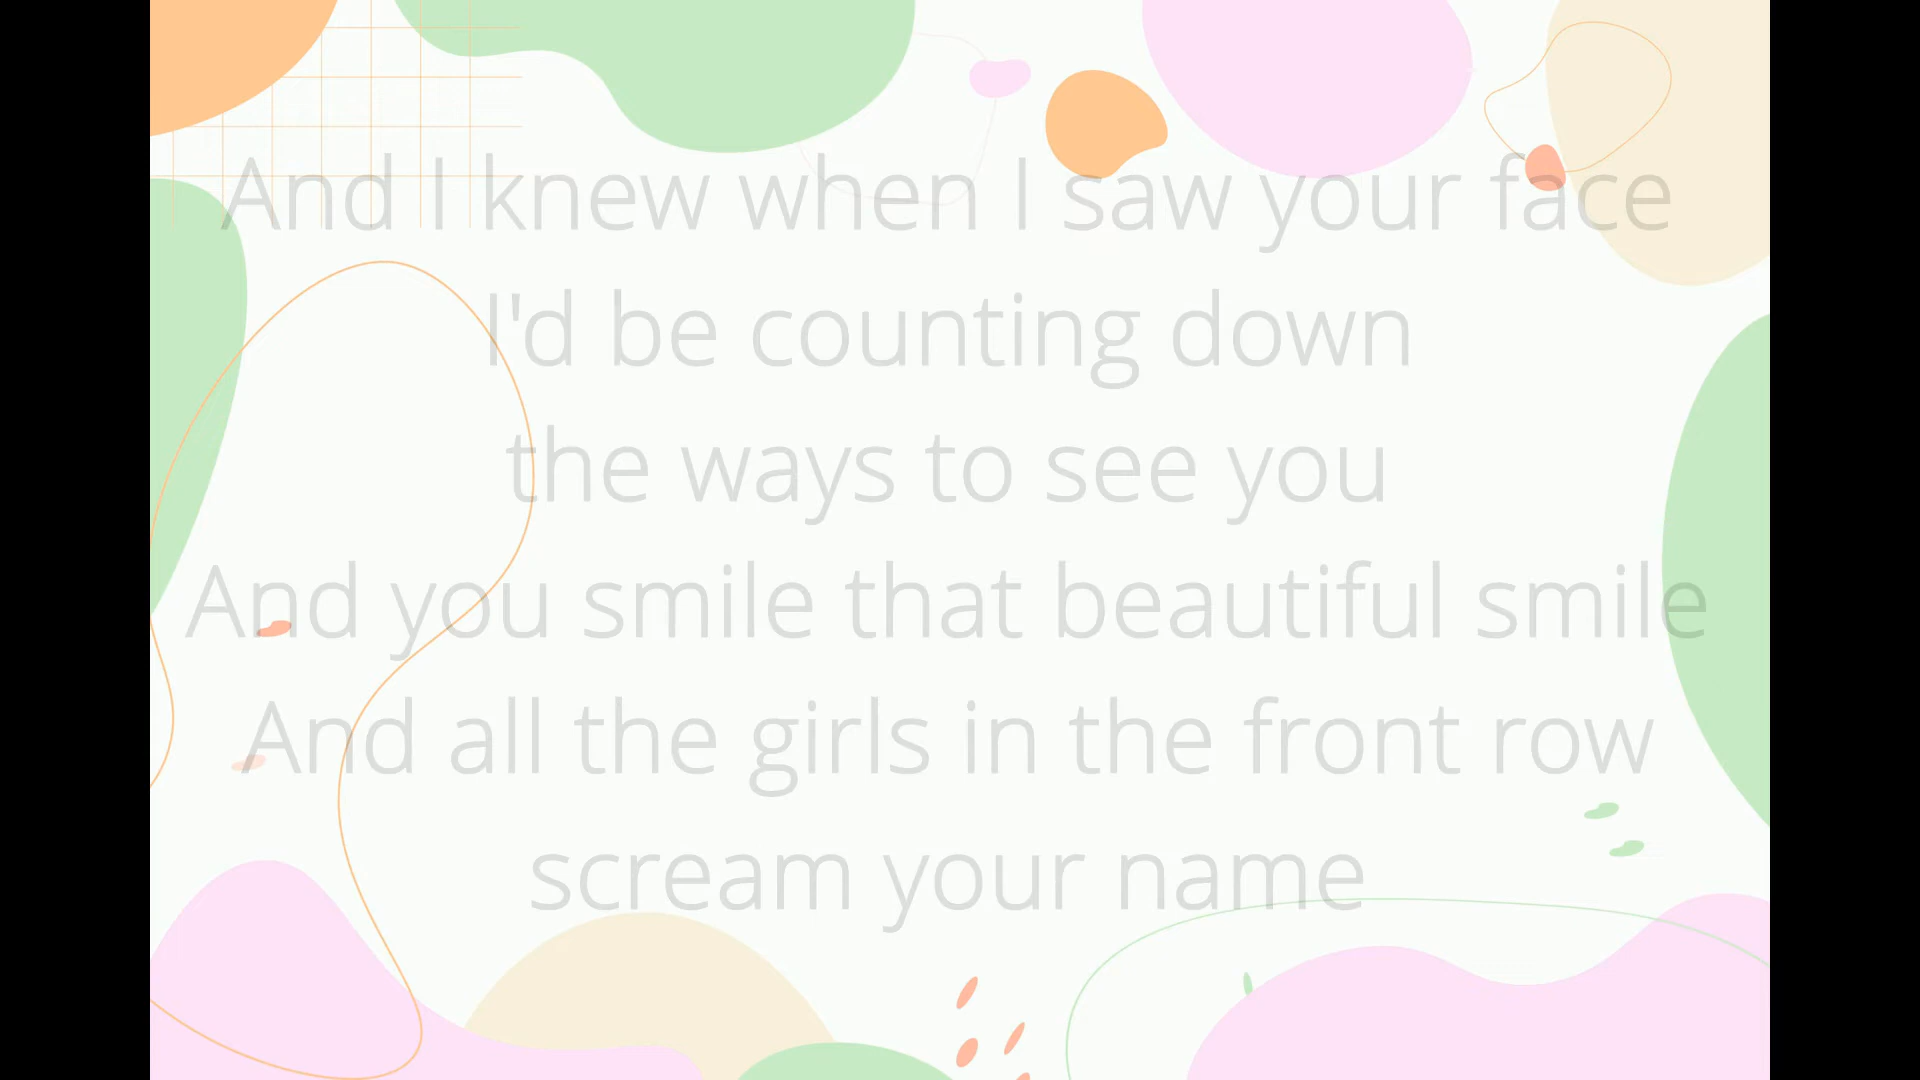 And I knew when I saw your face
I'd be counting down
the ways to see you
And you smile that beautiful smile
And all the girls in the front row
scream your name